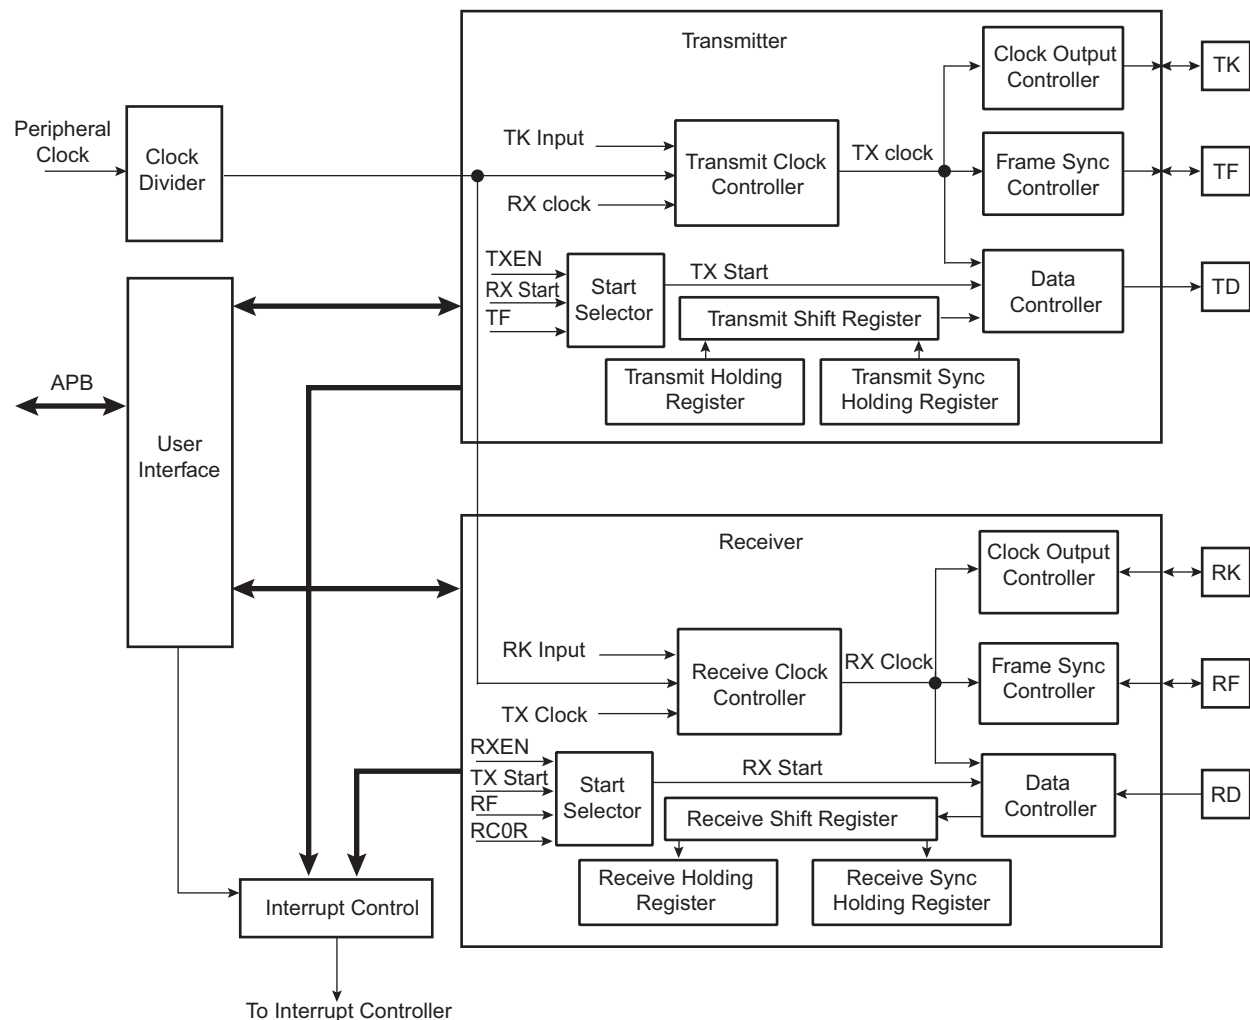 Transmitter
Clock Output
Controller
TK
Peripheral
Clock
Clock
Divider
TK Input
Transmit Clock
Controller
TX clock
Frame Sync
Controller
TF
RX clock
TXEN
RX Start
TF
Start
Selector
TX Start
Data
Controller
TD
Transmit Shift Register
Transmit Holding
Register
Transmit Sync
Holding Register
APB
User
Interface
Receiver
Clock Output
Controller
RK
RK Input
Receive Clock
Controller
RX Clock
Frame Sync
Controller
RF
TX Clock
RXEN
TX Start
RF
RC0R
Start
Selector
RX Start
Data
Controller
RD
Receive Shift Register
Receive Holding
Register
Receive Sync
Holding Register
Interrupt Control
To Interrupt Controller